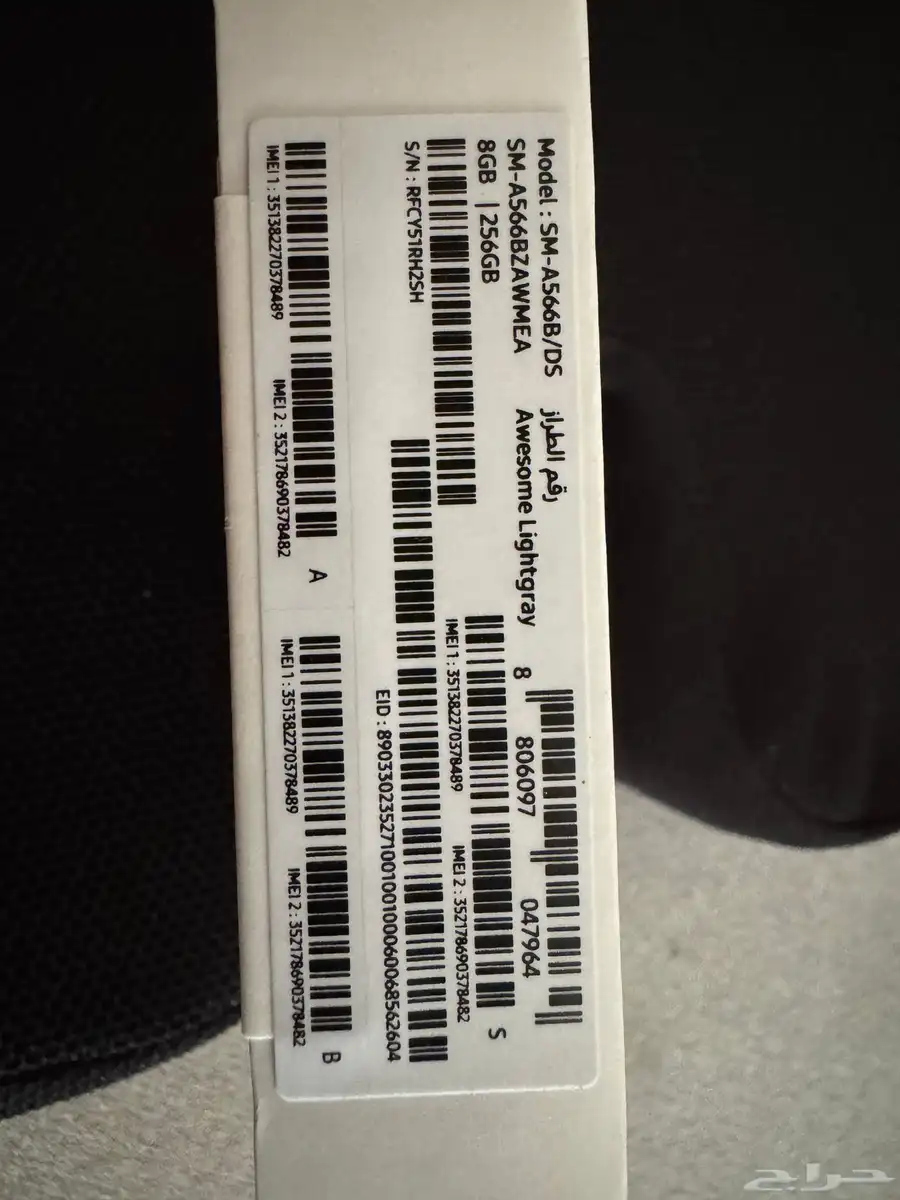 Model : SM-A566B/DS رقم الطراز
SM-A566BZAWMEA Awesome Lightgray
8GB | 256GB
8 806097 047964
S/N : RFCY51RH2SH
IMEI 1 : 351382270378489 IMEI 2 : 352178690378482 S
EID : 89033023527100100100060068562604
IMEI 1 : 351382270378489 IMEI 2 : 352178690378482 A
IMEI 1 : 351382270378489 IMEI 2 : 352178690378482 B
حراج